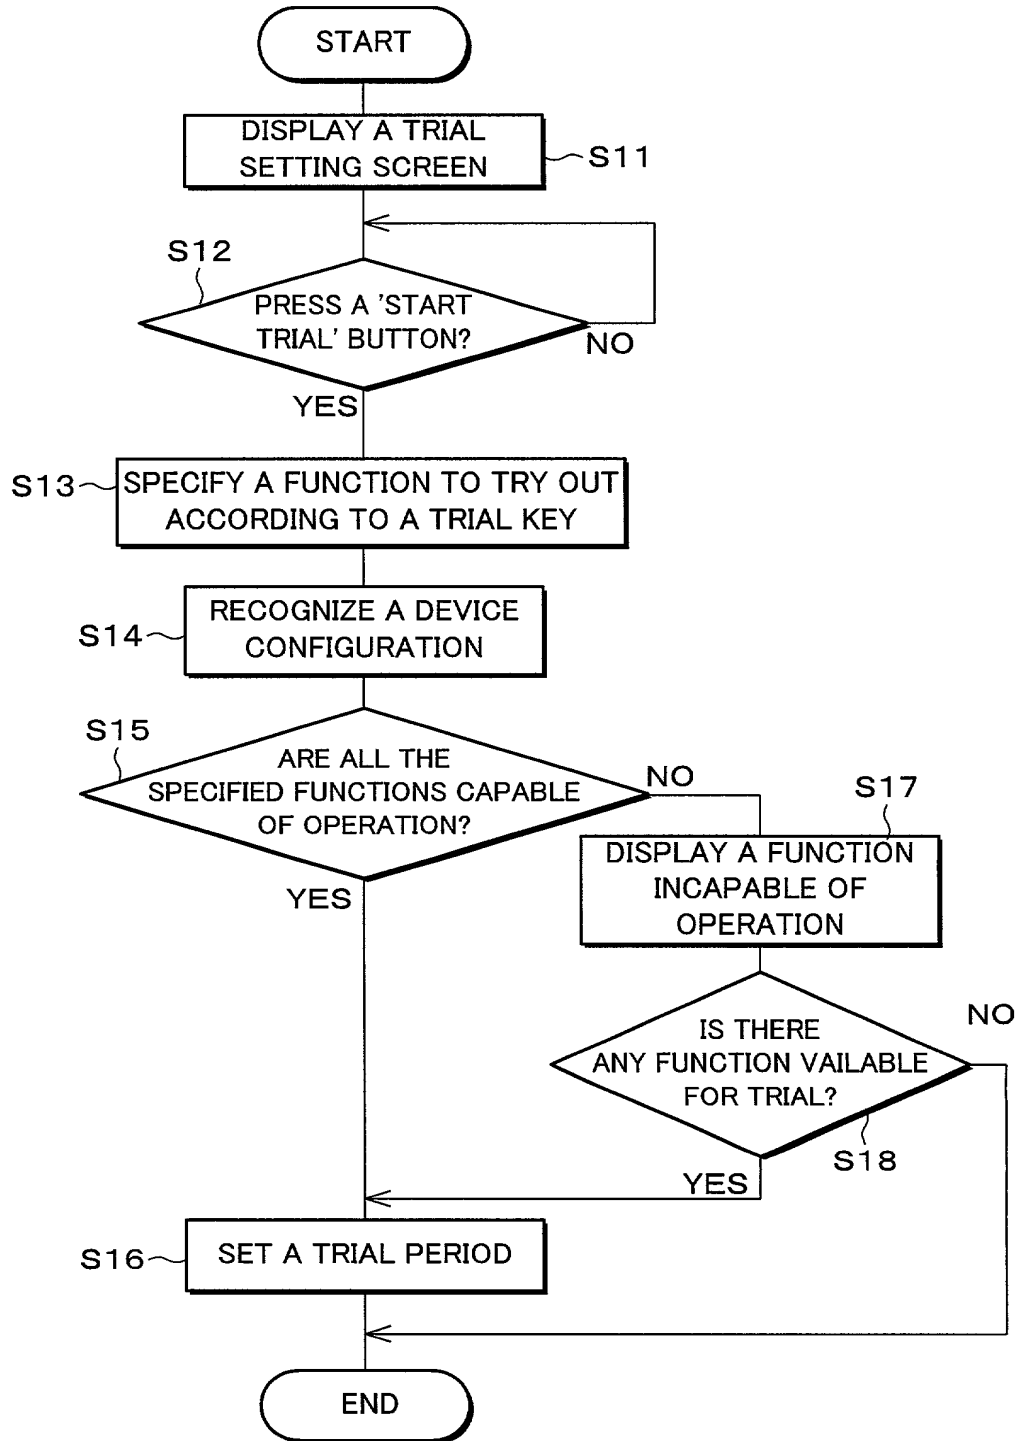 START
DISPLAY A TRIAL
SETTING SCREEN
S11
S12
PRESS A 'START
TRIAL' BUTTON?
NO
YES
S13
SPECIFY A FUNCTION TO TRY OUT
ACCORDING TO A TRIAL KEY
S14
RECOGNIZE A DEVICE
CONFIGURATION
S15
ARE ALL THE
SPECIFIED FUNCTIONS CAPABLE
OF OPERATION?
NO
YES
S17
DISPLAY A FUNCTION
INCAPABLE OF
OPERATION
IS THERE
ANY FUNCTION VAILABLE
FOR TRIAL?
NO
S18
YES
S16
SET A TRIAL PERIOD
END